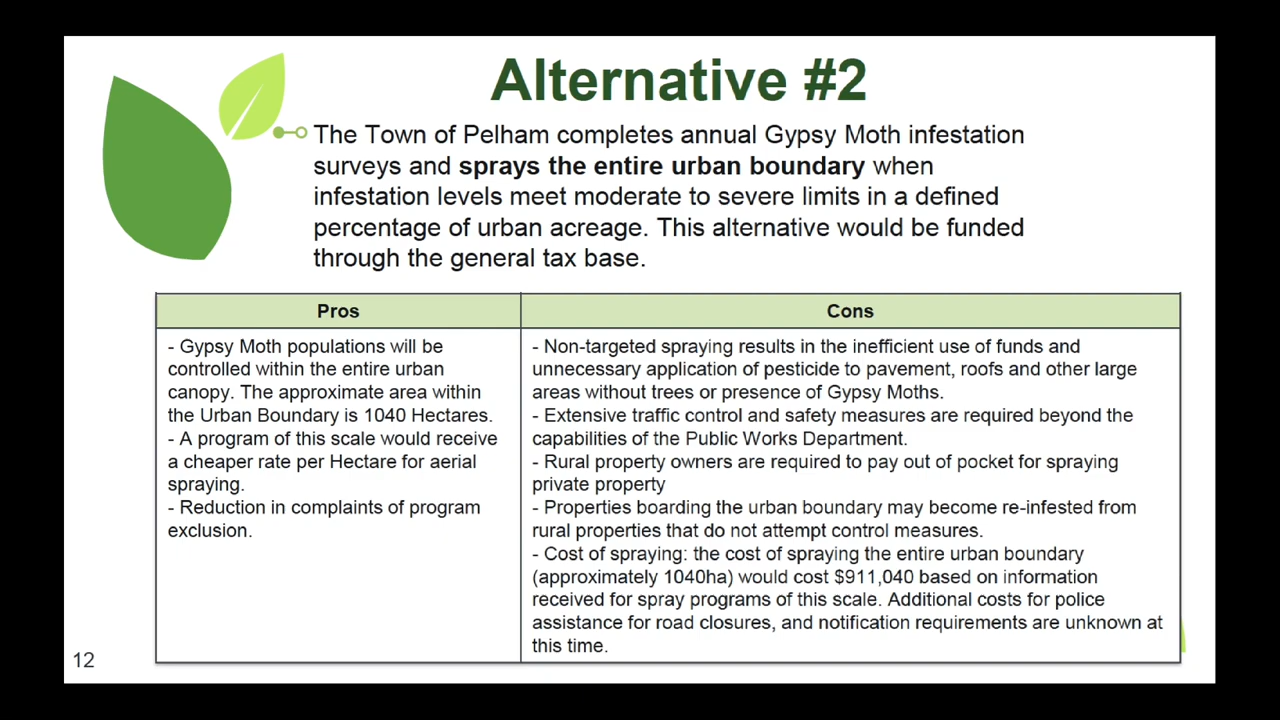 Alternative #2
The Town of Pelham completes annual Gypsy Moth infestation
surveys and sprays the entire urban boundary when
infestation levels meet moderate to severe limits in a defined
percentage of urban acreage. This alternative would be funded
through the general tax base.
Pros
- Gypsy Moth populations will be
controlled within the entire urban
canopy. The approximate area within
the Urban Boundary is 1040 Hectares.
- A program of this scale would receive
a cheaper rate per Hectare for aerial
spraying.
- Reduction in complaints of program
exclusion.
Cons
- Non-targeted spraying results in the inefficient use of funds and
unnecessary application of pesticide to pavement, roofs and other large
areas without trees or presence of Gypsy Moths.
- Extensive traffic control and safety measures are required beyond the
capabilities of the Public Works Department.
- Rural property owners are required to pay out of pocket for spraying
private property
- Properties boarding the urban boundary may become re-infested from
rural properties that do not attempt control measures.
- Cost of spraying: the cost of spraying the entire urban boundary
(approximately 1040ha) would cost $911,040 based on information
received for spray programs of this scale. Additional costs for police
assistance for road closures, and notification requirements are unknown at
this time.
12